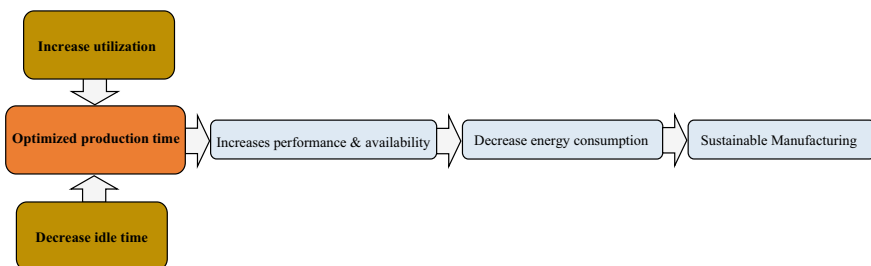 Increase utilization
Optimized production time
Increases performance & availability
Decrease energy consumption
Sustainable Manufacturing
Decrease idle time